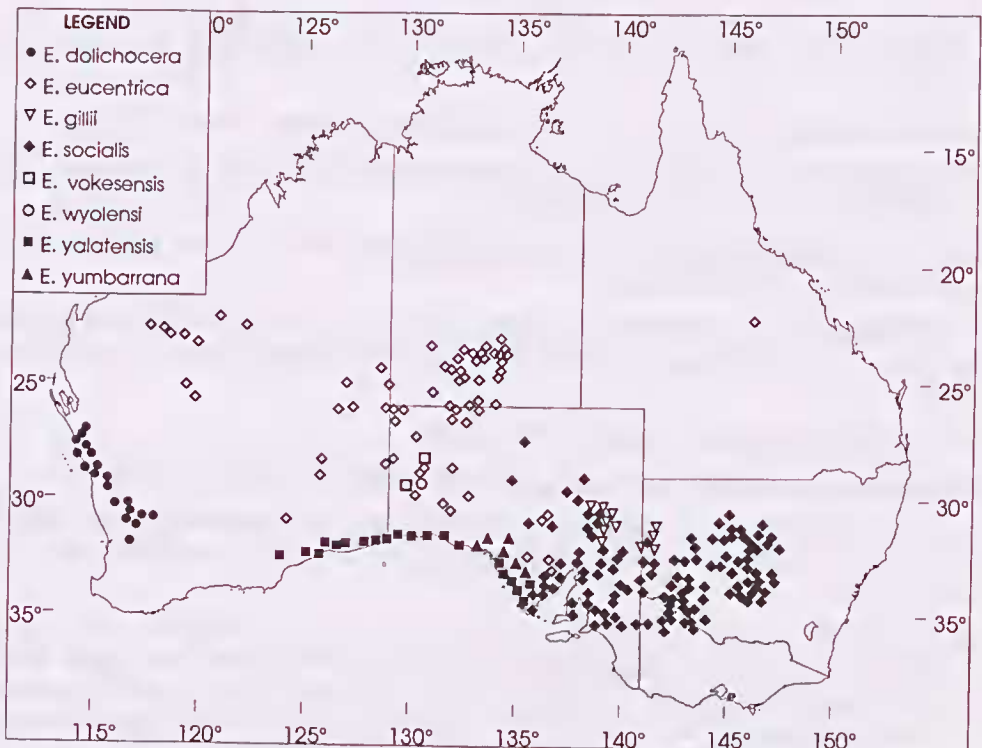 LEGEND
E. dolichocera
E. eucentrica
E. gillii
E. socialis
E. vokesensis
E. wyolensi
E. yalatensis
E. yumbarrana
20° 125° 130° 135° 140° 145° 150°
15°
20°
25° 25°
30° 30°
35° 35°
115° 120° 125° 130° 135° 140° 145° 150°